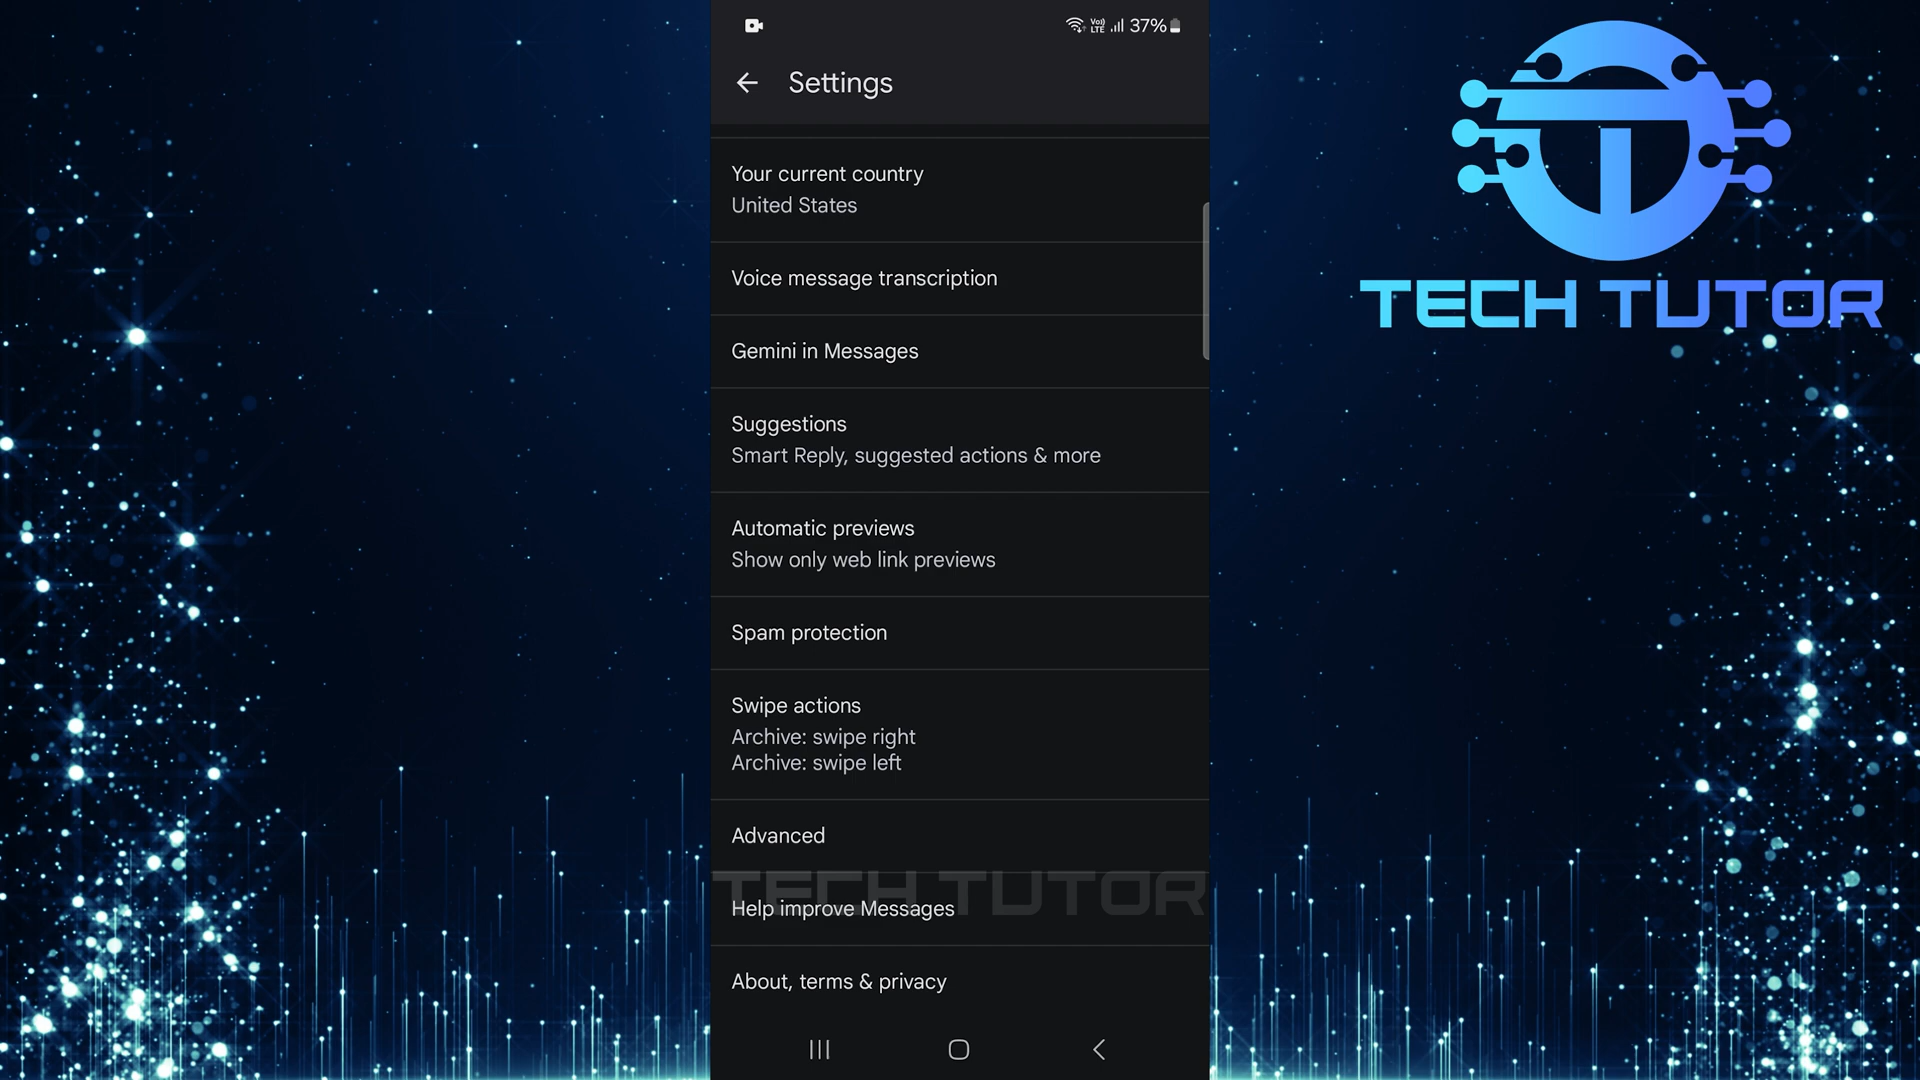 Vo))
LTE
37%
Settings
TECH TUTOR
Your current country
United States
Voice message transcription
Gemini in Messages
Suggestions
Smart Reply, suggested actions & more
Automatic previews
Show only web link previews
Spam protection
Swipe actions
Archive: swipe right
Archive: swipe left
Advanced
TECH TUTOR
Help improve Messages
About, terms & privacy